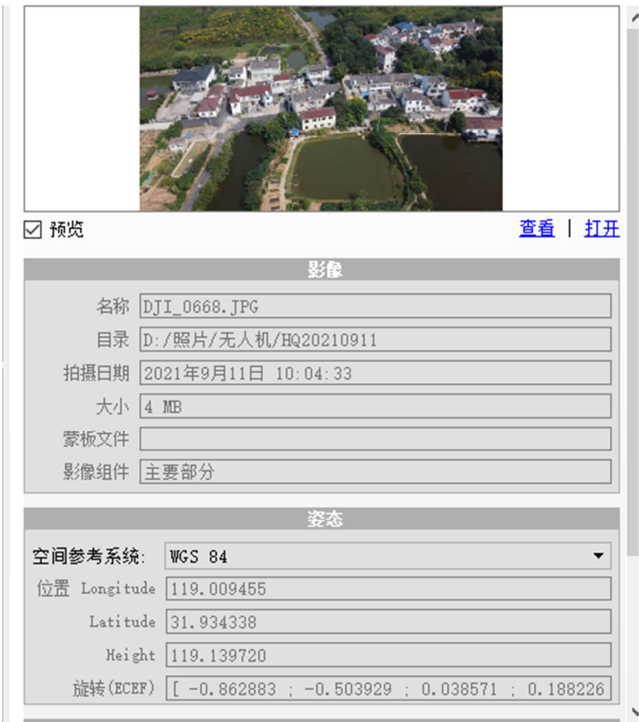 预览
查看 | 打开
影像
名称 DJI_0668.JPG
目录 D:/照片/无人机/HQ20210911
拍摄日期 2021年9月11日 10:04:33
大小 4 MB
蒙板文件
影像组件 主要部分
姿态
空间参考系统: WGS 84
位置 Longitude 119.009455
Latitude 31.934338
Height 119.139720
旋转(ECEF) [ -0.862883 ; -0.503929 ; 0.038571 ; 0.188226